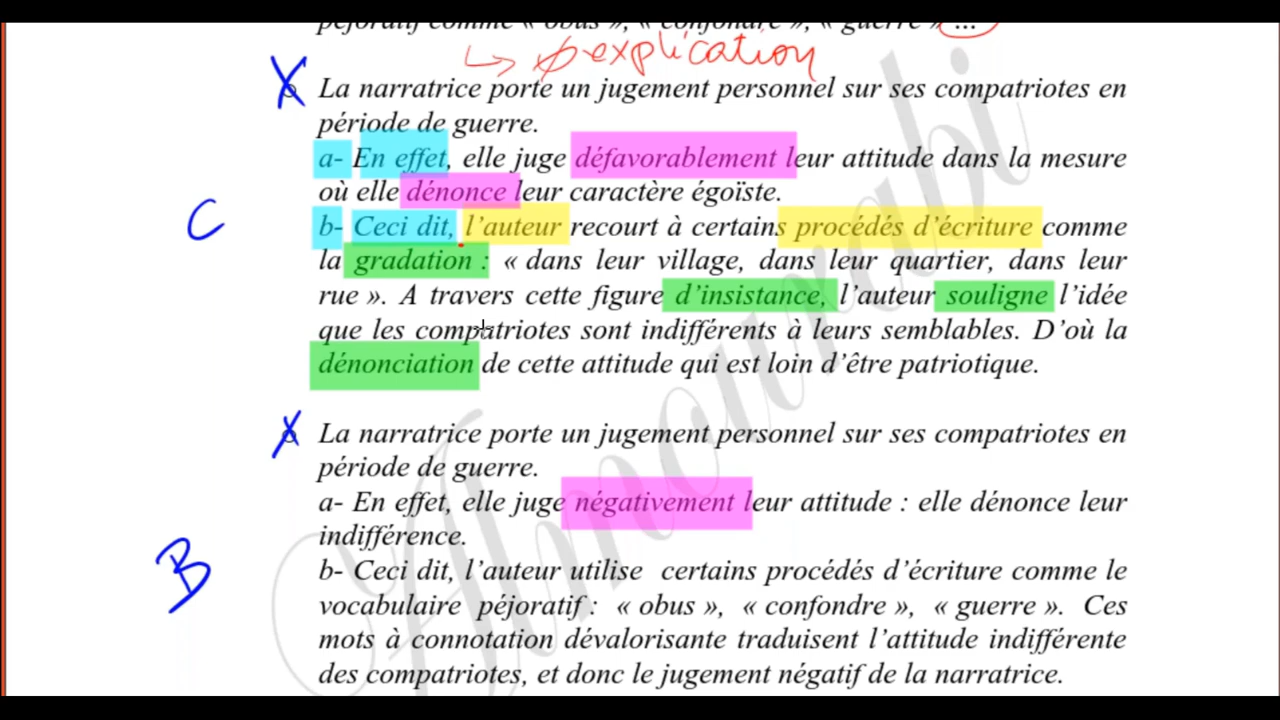 péjoratif comme « obus », « confondre », « guerre » ...
↳ ∅ explication
La narratrice porte un jugement personnel sur ses compatriotes en
période de guerre.
a- En effet, elle juge défavorablement leur attitude dans la mesure
où elle dénonce leur caractère égoïste.
C
b- Ceci dit, l'auteur recourt à certains procédés d'écriture comme
la gradation : « dans leur village, dans leur quartier, dans leur
rue ». A travers cette figure d'insistance, l'auteur souligne l'idée
que les compatriotes sont indifférents à leurs semblables. D'où la
dénonciation de cette attitude qui est loin d'être patriotique.
La narratrice porte un jugement personnel sur ses compatriotes en
période de guerre.
a- En effet, elle juge négativement leur attitude : elle dénonce leur
indifférence.
B
b- Ceci dit, l'auteur utilise certains procédés d'écriture comme le
vocabulaire péjoratif : « obus », « confondre », « guerre ». Ces
mots à connotation dévalorisante traduisent l'attitude indifférente
des compatriotes, et donc le jugement négatif de la narratrice.
Almourabi